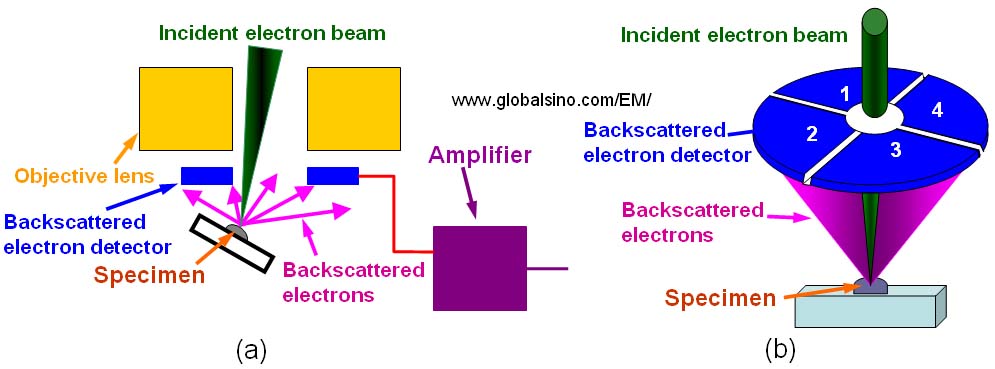 Incident electron beam
www.globalsino.com/EM/
Amplifier
Objective lens
Backscattered
electron detector
Specimen
Backscattered
electrons
(a)
Incident electron beam
1
4
2
3
Backscattered
electron detector
Backscattered
electrons
Specimen
(b)